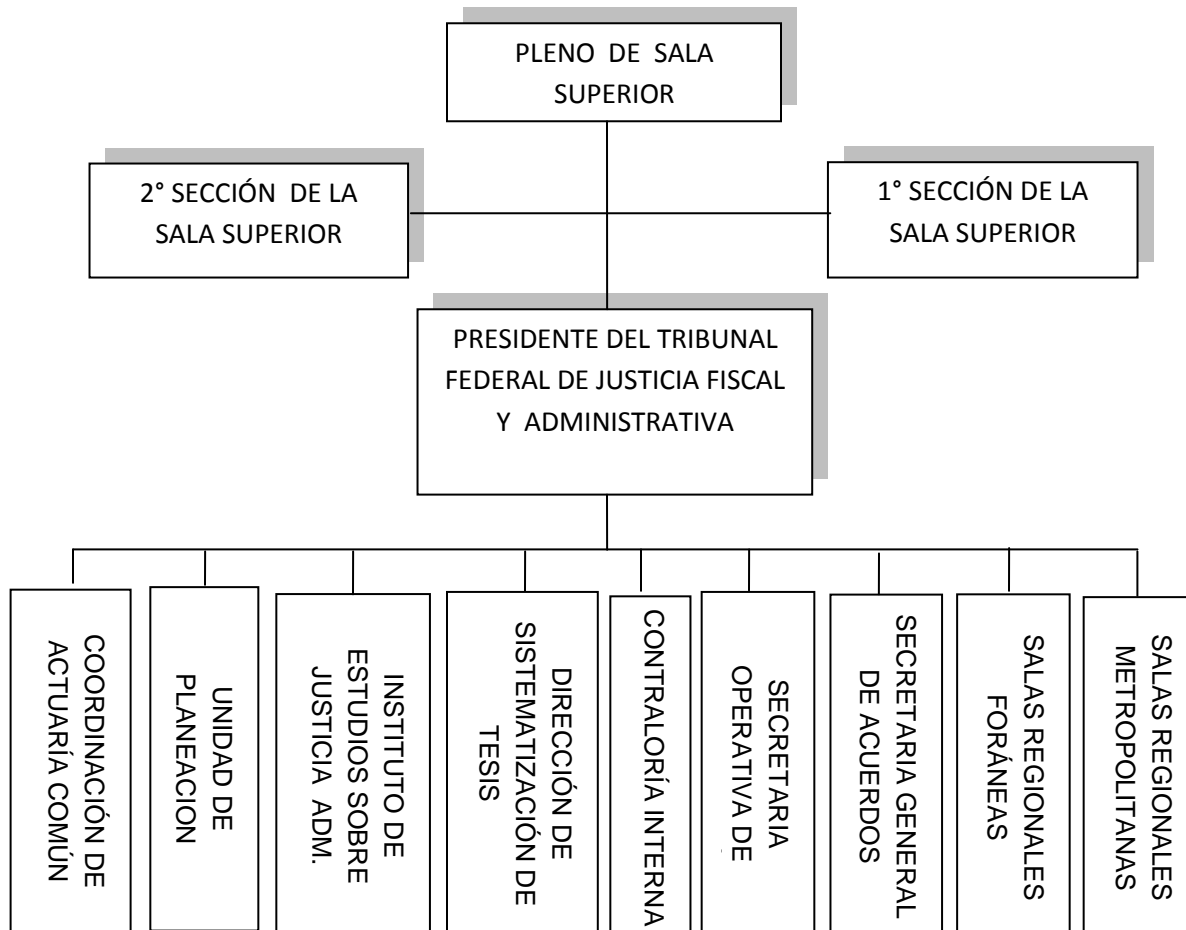 PLENO DE SALA
SUPERIOR
2° SECCIÓN DE LA
SALA SUPERIOR
1° SECCIÓN DE LA
SALA SUPERIOR
PRESIDENTE DEL TRIBUNAL
FEDERAL DE JUSTICIA FISCAL
Y ADMINISTRATIVA
COORDINACIÓN DE
ACTUARÍA COMÚN
UNIDAD DE
PLANEACION
INSTITUTO DE
ESTUDIOS SOBRE
JUSTICIA ADM.
DIRECCIÓN DE
SISTEMATIZACIÓN DE
TESIS
CONTRALORÍA INTERNA
SECRETARIA
OPERATIVA DE
SECRETARIA GENERAL
DE ACUERDOS
SALAS REGIONALES
FORÁNEAS
SALAS REGIONALES
METROPOLITANAS